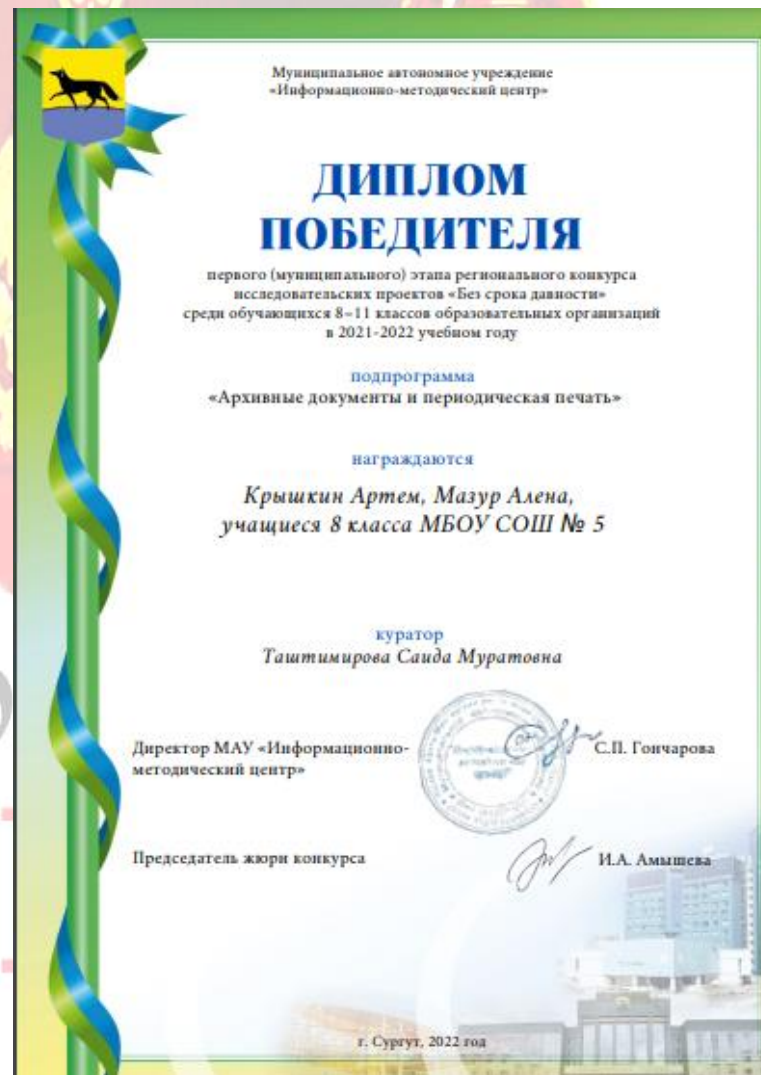 Муниципальное автономное учреждение
«Информационно-методический центр»
ДИПЛОМ
ПОБЕДИТЕЛЯ
первого (муниципального) этапа регионального конкурса
исследовательских проектов «Без срока давности»
среди обучающихся 8–11 классов образовательных организаций
в 2021-2022 учебном году
подпрограмма
«Архивные документы и периодическая печать»
награждаются
Крышкин Артем, Мазур Алена,
учащиеся 8 класса МБОУ СОШ № 5
куратор
Таштимирова Саида Муратовна
Директор МАУ «Информационно-
методический центр»
С.П. Гончарова
Председатель жюри конкурса
И.А. Амышева
г. Сургут, 2022 год